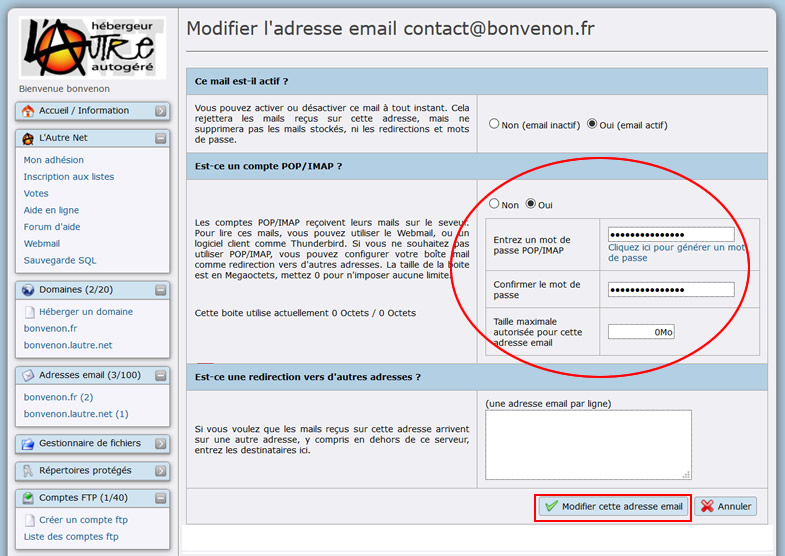 hébergeur
L'AUTRE
autogéré
Bienvenue bonvenon
Accueil / Information
L'Autre Net
Mon adhésion
Inscription aux listes
Votes
Aide en ligne
Forum d'aide
Webmail
Sauvegarde SQL
Domaines (2/20)
Héberger un domaine
bonvenon.fr
bonvenon.lautre.net
Adresses email (3/100)
bonvenon.fr (2)
bonvenon.lautre.net (1)
Gestionnaire de fichiers
Répertoires protégés
Comptes FTP (1/40)
Créer un compte ftp
Liste des comptes ftp
Modifier l'adresse email contact@bonvenon.fr
Ce mail est-il actif ?
Vous pouvez activer ou désactiver ce mail à tout instant. Cela
rejettera les mails reçus sur cette adresse, mais ne
supprimera pas les mails stockés, ni les redirections et mots
de passe.
Non (email inactif) Oui (email actif)
Est-ce un compte POP/IMAP ?
Les comptes POP/IMAP reçoivent leurs mails sur le seveur.
Pour lire ces mails, vous pouvez utiliser le Webmail, ou un
logiciel client comme Thunderbird. Si vous ne souhaitez pas
utiliser POP/IMAP, vous pouvez configurer votre boîte mail
comme redirection vers d'autres adresses. La taille de la boite
est en Megaoctets, mettez 0 pour n'imposer aucune limite.
Cette boite utilise actuellement 0 Octets / 0 Octets
Non Oui
Entrez un mot de
passe POP/IMAP
•••••••••••••••
Cliquez ici pour générer un mot
de passe
Confirmer le mot de
passe
•••••••••••••••
Taille maximale
autorisée pour cette
adresse email
0Mo
Est-ce une redirection vers d'autres adresses ?
Si vous voulez que les mails reçus sur cette adresse arrivent
sur une autre adresse, y compris en dehors de ce serveur,
entrez les destinataires ici.
(une adresse email par ligne)
Modifier cette adresse email
Annuler